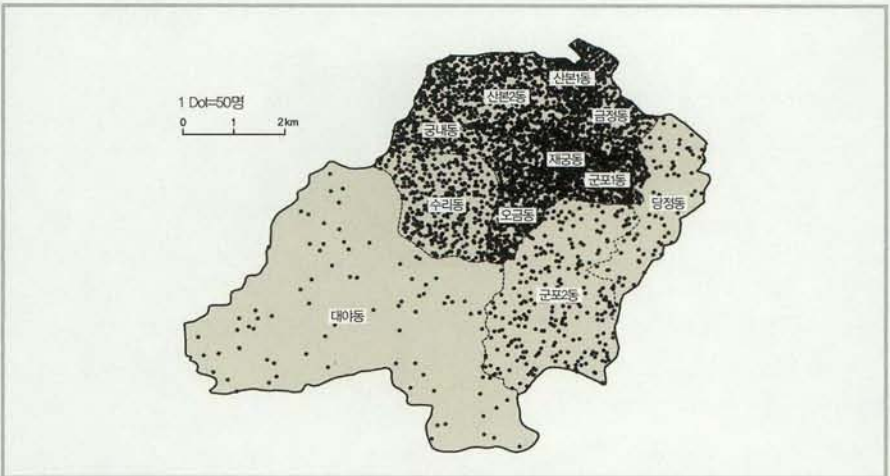 산본1동
산본2동
1 Dot=50명
0 1 2km
금정동
궁내동
재궁동
군포1동
수리동
당정동
오금동
군포2동
대야동